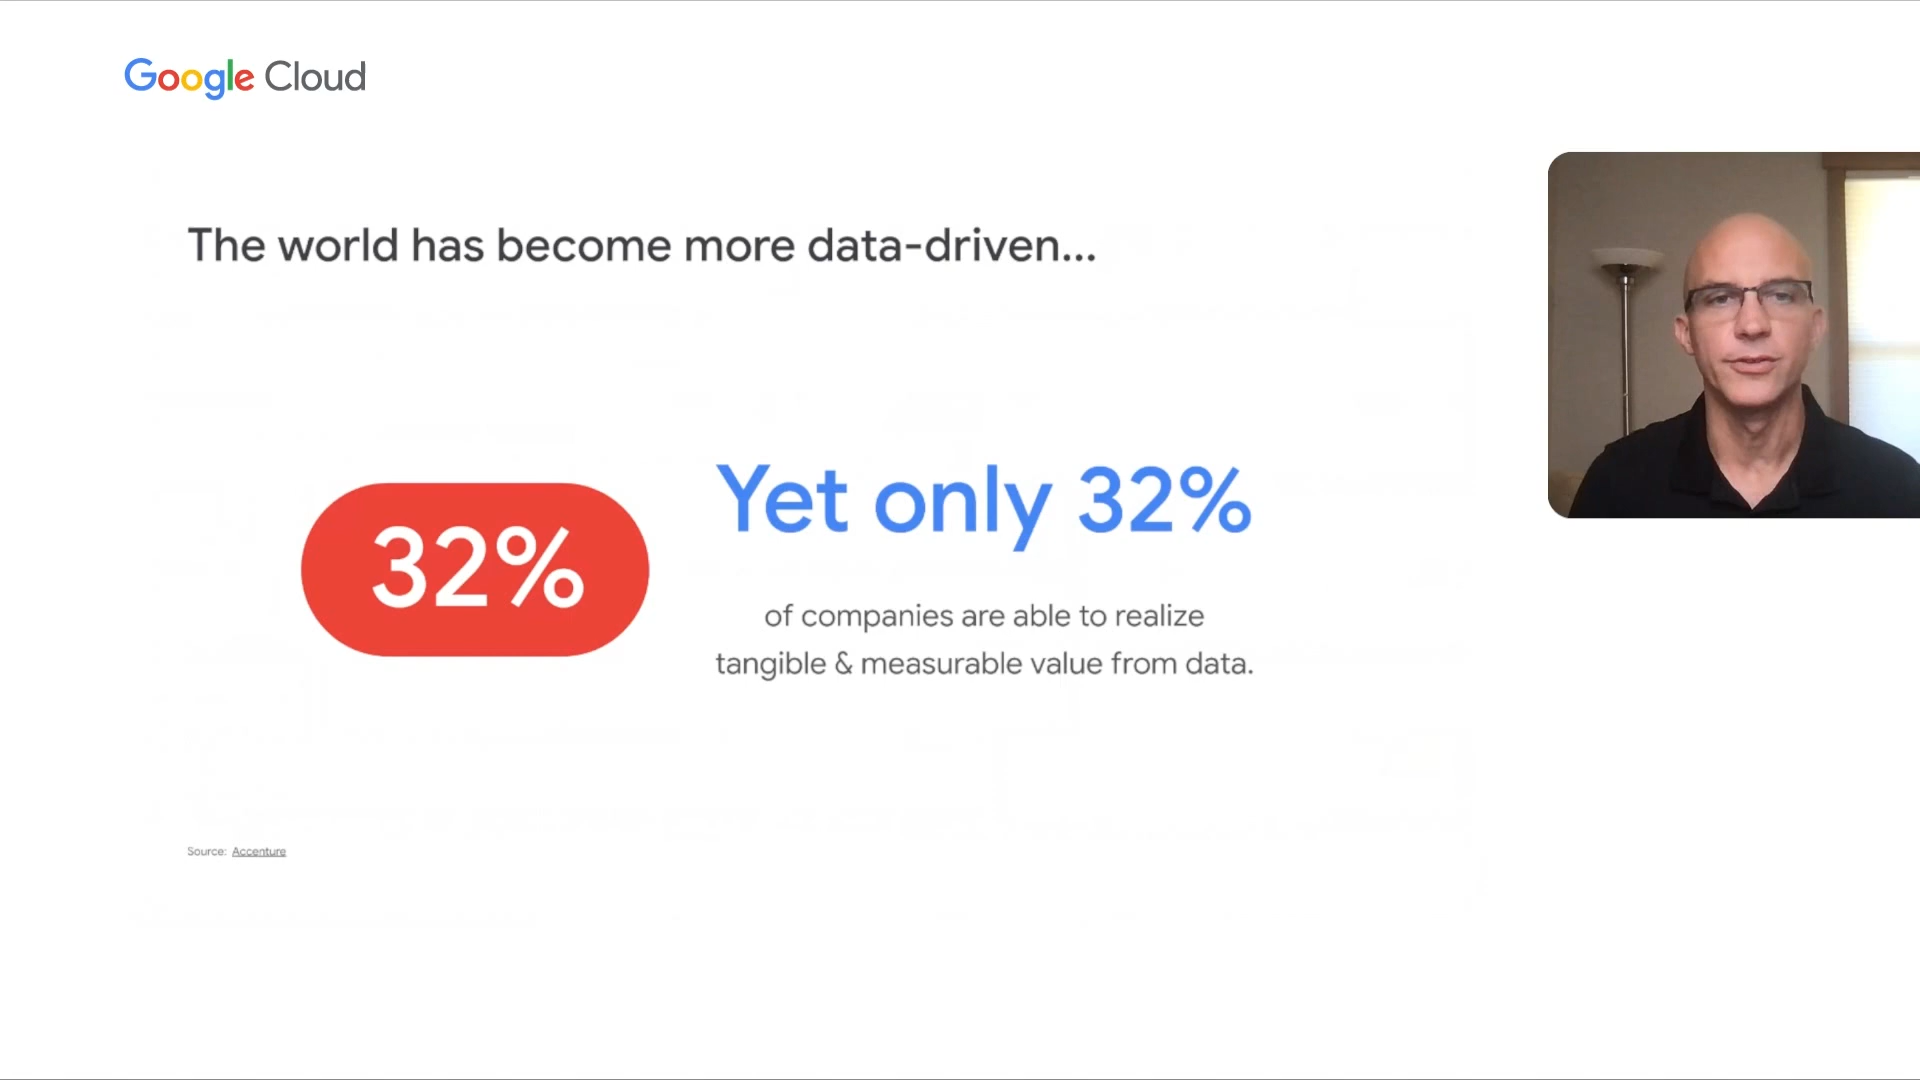 Google Cloud
The world has become more data-driven...
32%
Yet only 32%
of companies are able to realize
tangible & measurable value from data.
Source: Accenture